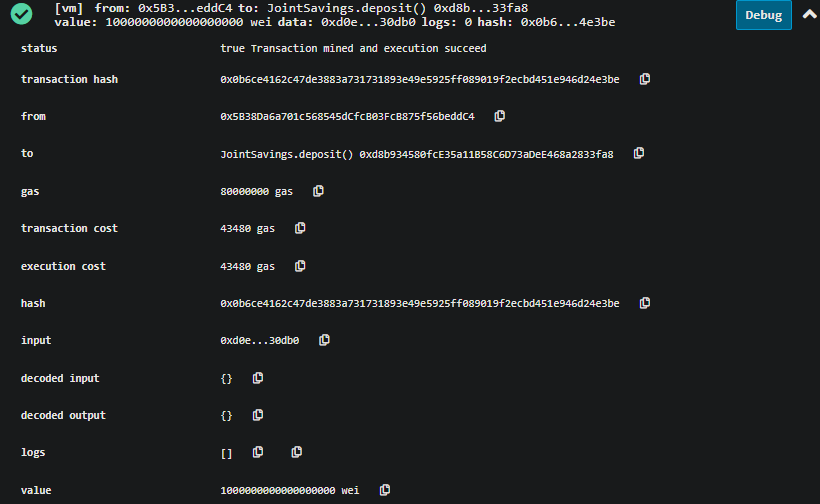 [vm] from: 0x5B3...eddC4 to: JointSavings.deposit() 0xd8b...33fa8
Debug
value: 1000000000000000000 wei data: 0xd0e...30db0 logs: 0 hash: 0x0b6...4e3be
status true Transaction mined and execution succeed
transaction hash 0x0b6ce4162c47de3883a731731893e49e5925ff089019f2ecbd451e946d24e3be
from 0x5B38Da6a701c568545dCfcB03FcB875f56beddC4
to JointSavings.deposit() 0xd8b934580fcE35a11B58C6D73aDeE468a2833fa8
gas 80000000 gas
transaction cost 43480 gas
execution cost 43480 gas
hash 0x0b6ce4162c47de3883a731731893e49e5925ff089019f2ecbd451e946d24e3be
input 0xd0e...30db0
decoded input {}
decoded output {}
logs []
value 1000000000000000000 wei